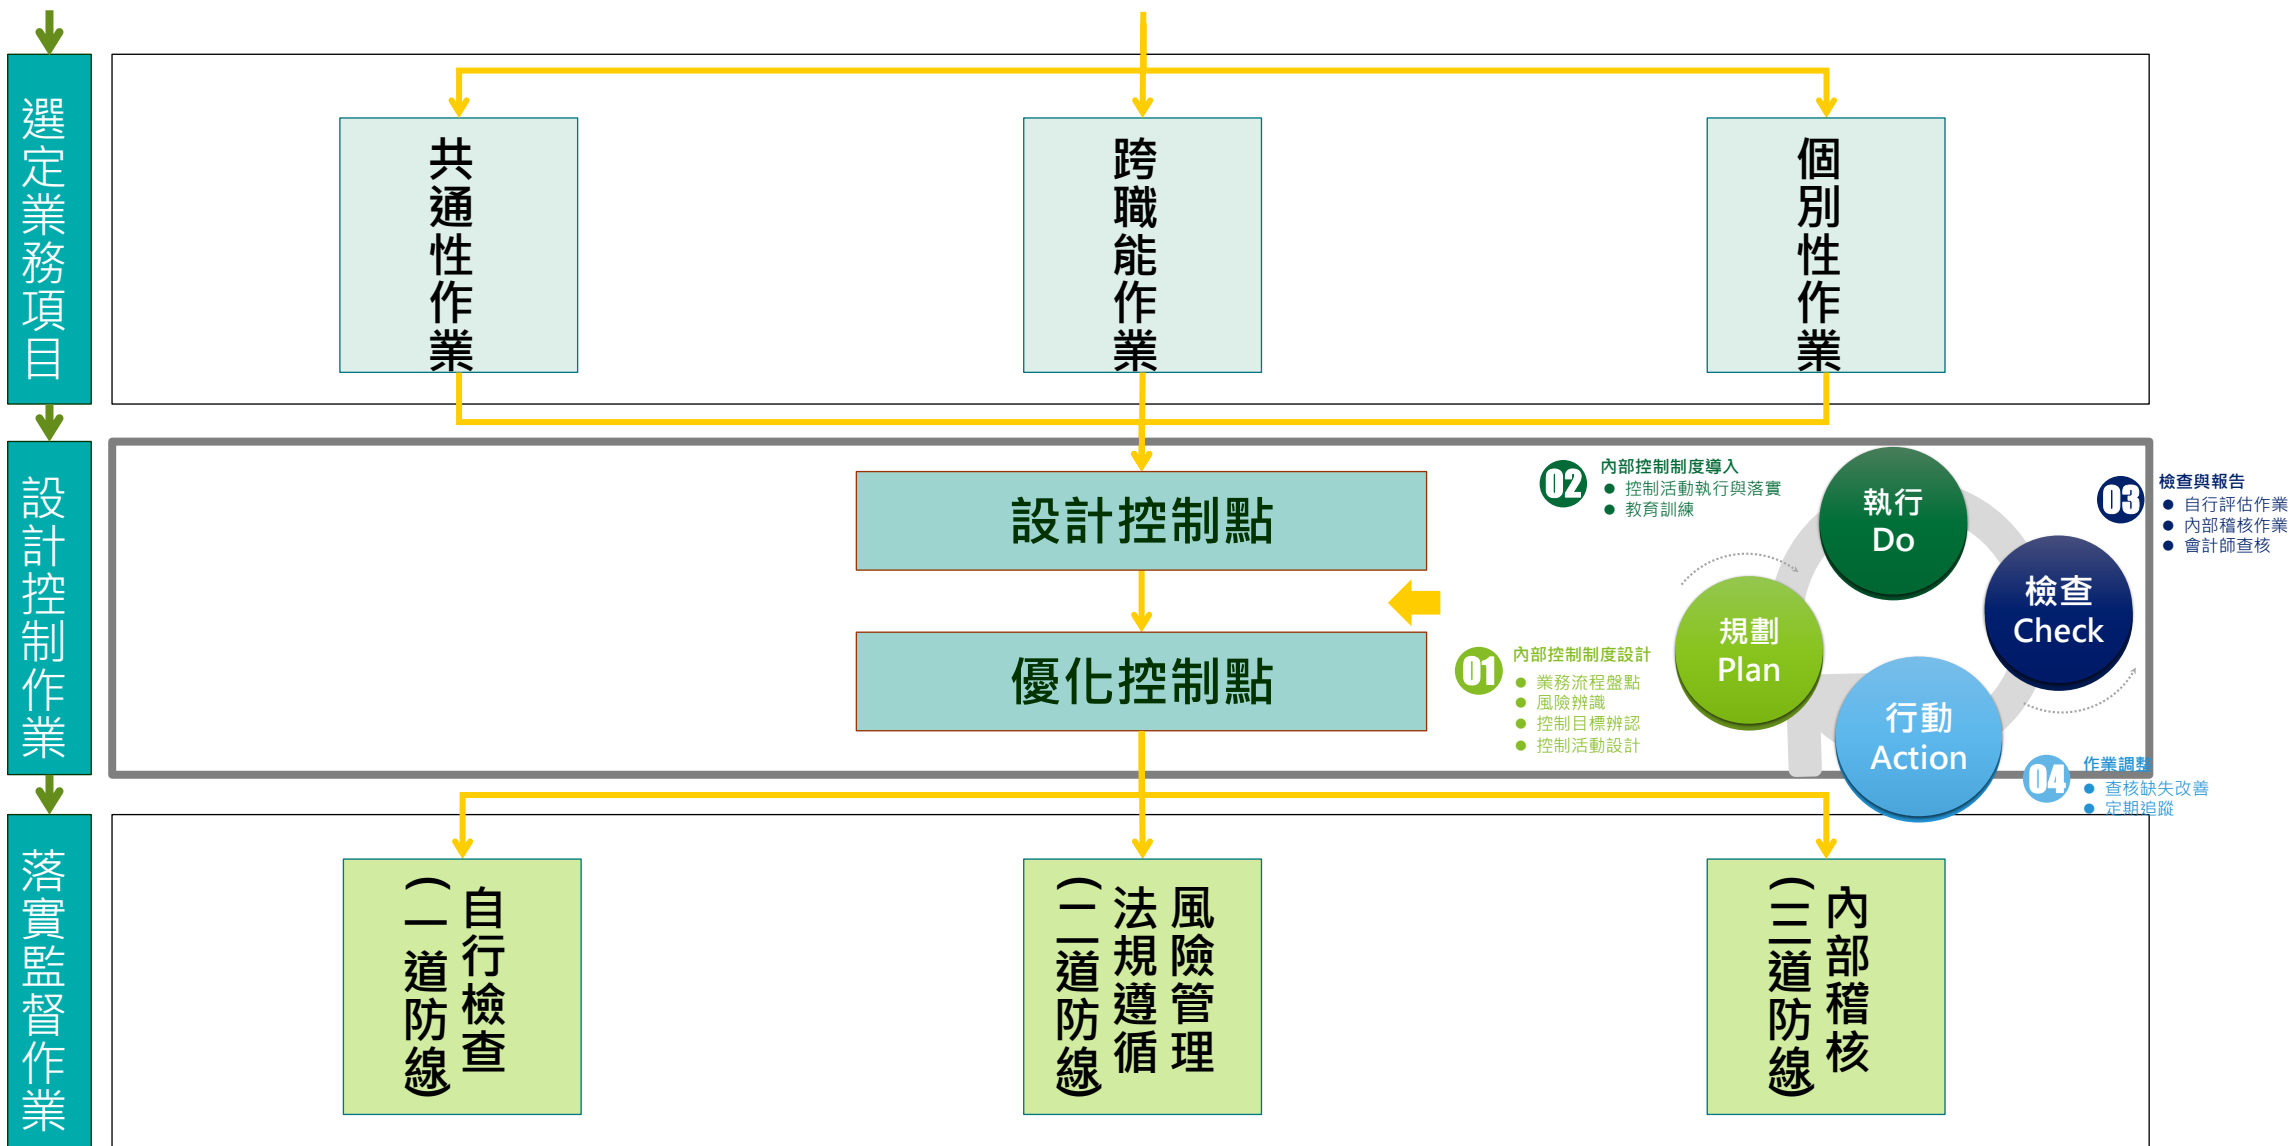 選定業務項目
共通性作業
跨職能作業
個別性作業
設計控制作業
設計控制點
優化控制點
02
內部控制制度導入
● 控制活動執行與落實
● 教育訓練
執行
Do
03
檢查與報告
● 自行評估作業
● 內部稽核作業
● 會計師查核
檢查
Check
規劃
Plan
01
內部控制制度設計
● 業務流程盤點
● 風險辨識
● 控制目標辨認
● 控制活動設計
行動
Action
04
作業調整
● 查核缺失改善
● 定期追蹤
落實監督作業
自行檢查
(一道防線)
風險管理
法規遵循
(二道防線)
內部稽核
(三道防線)